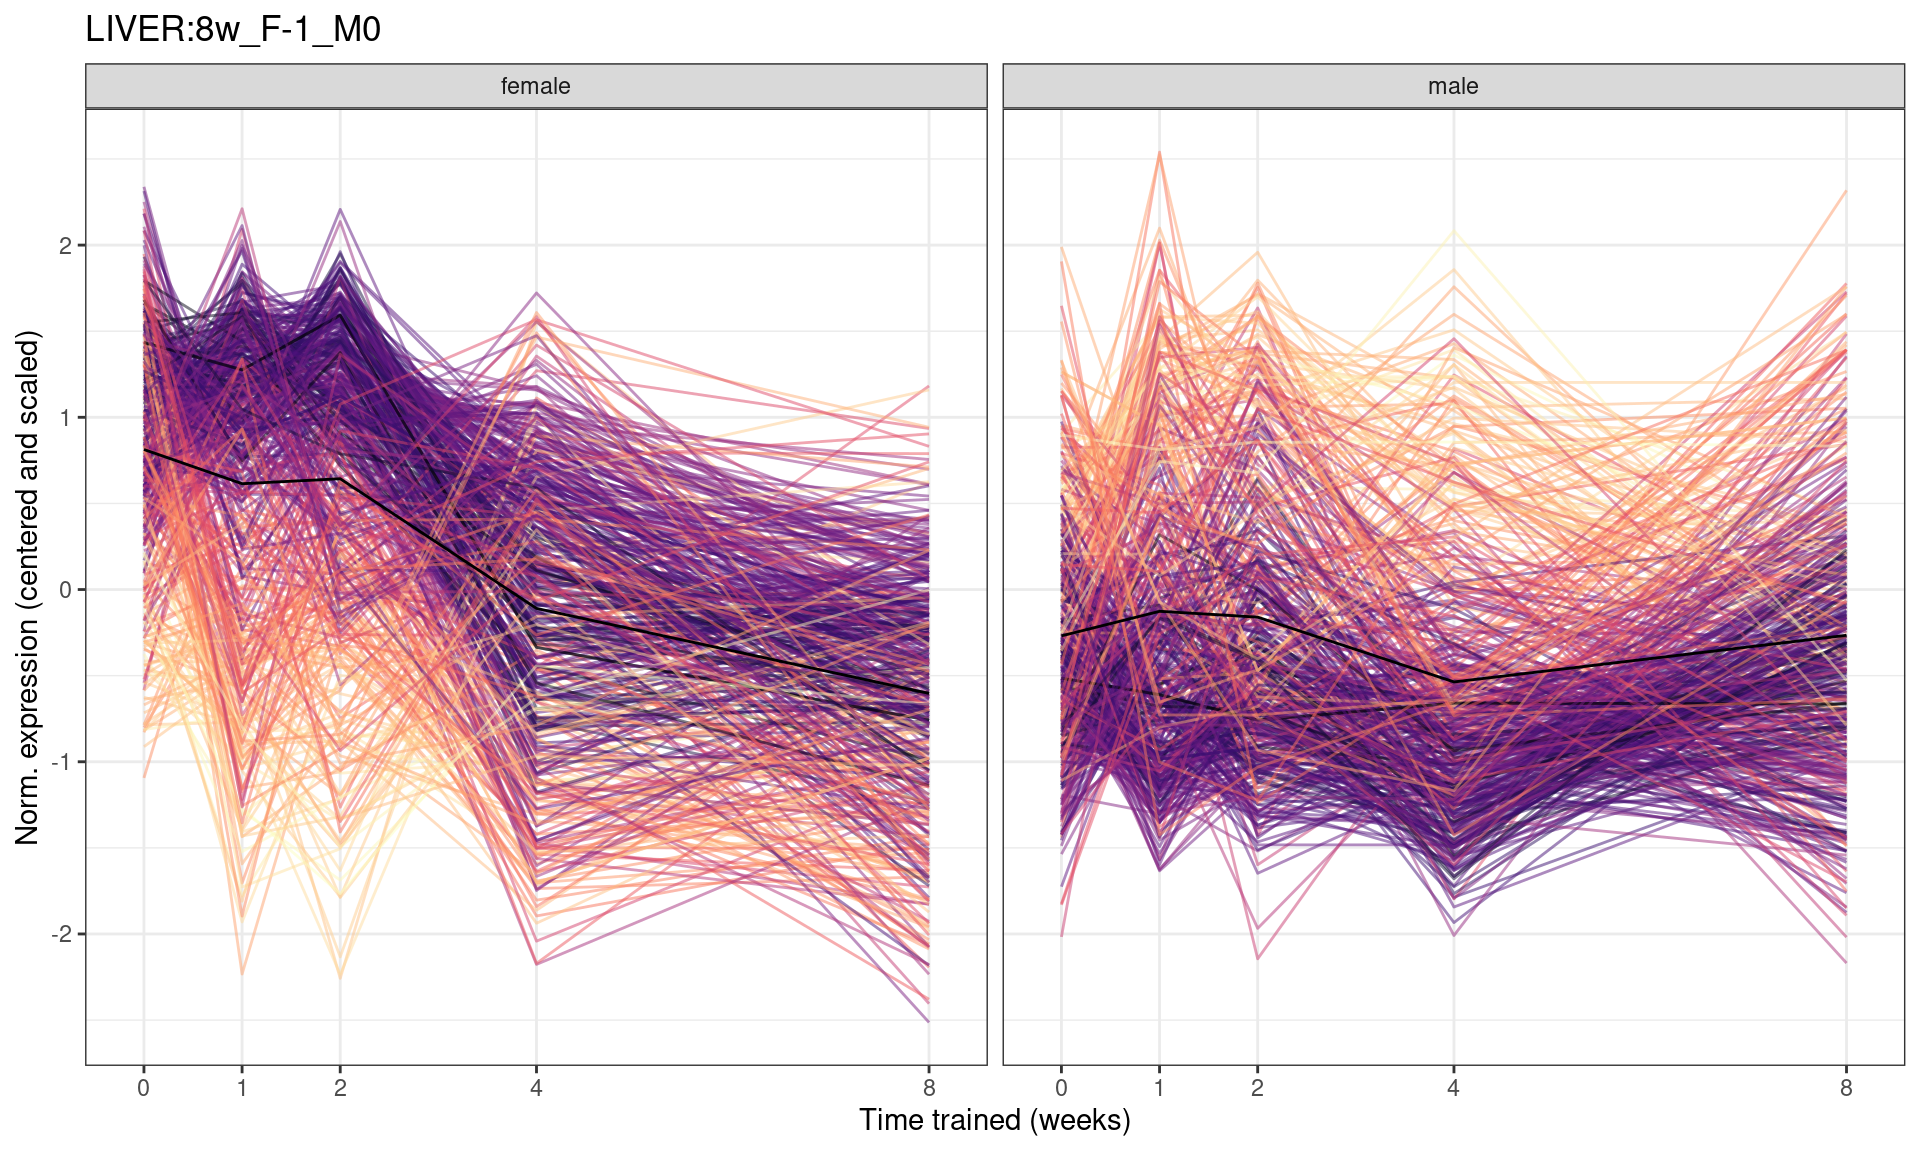 LIVER:8w_F-1_M0
female
male
Norm. expression (centered and scaled)
2
1
0
-1
-2
0 1 2 4 8
0 1 2 4 8
Time trained (weeks)